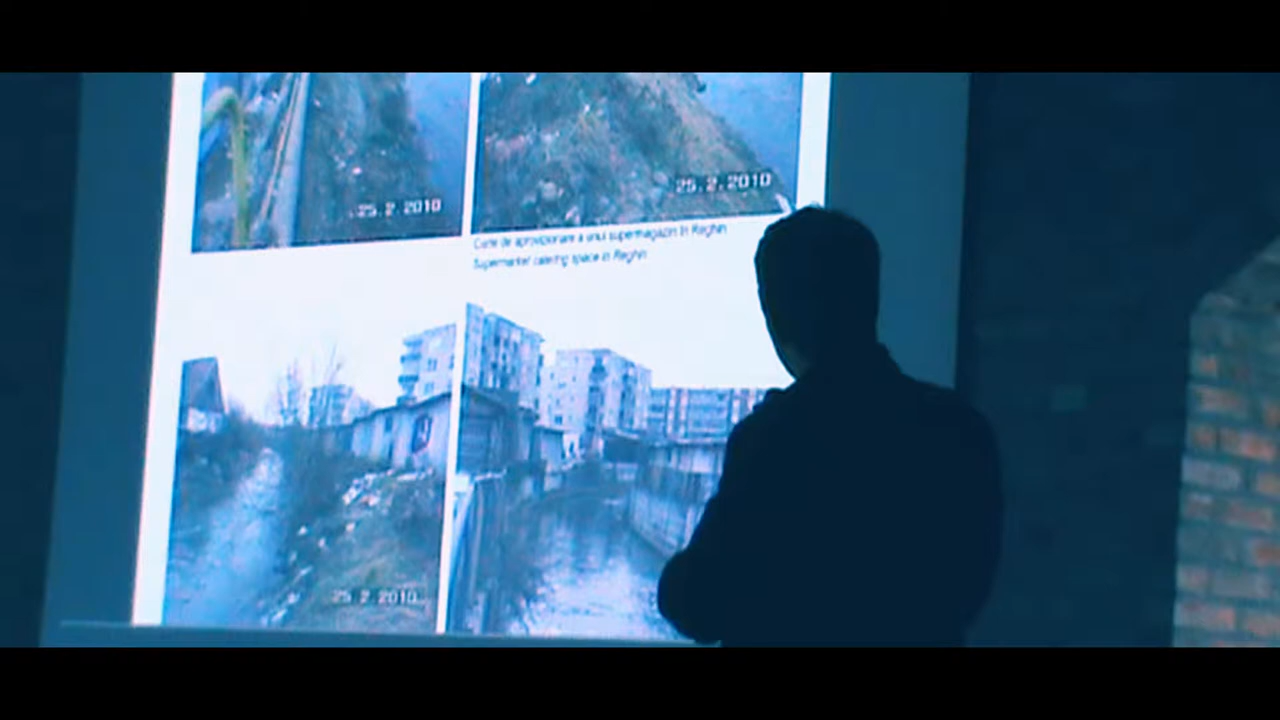 25.2.2010
25.2.2010
Curte de aprovizionare a unui supermagazin în Reghin
Supermarket catering space in Reghin
25 2 2010